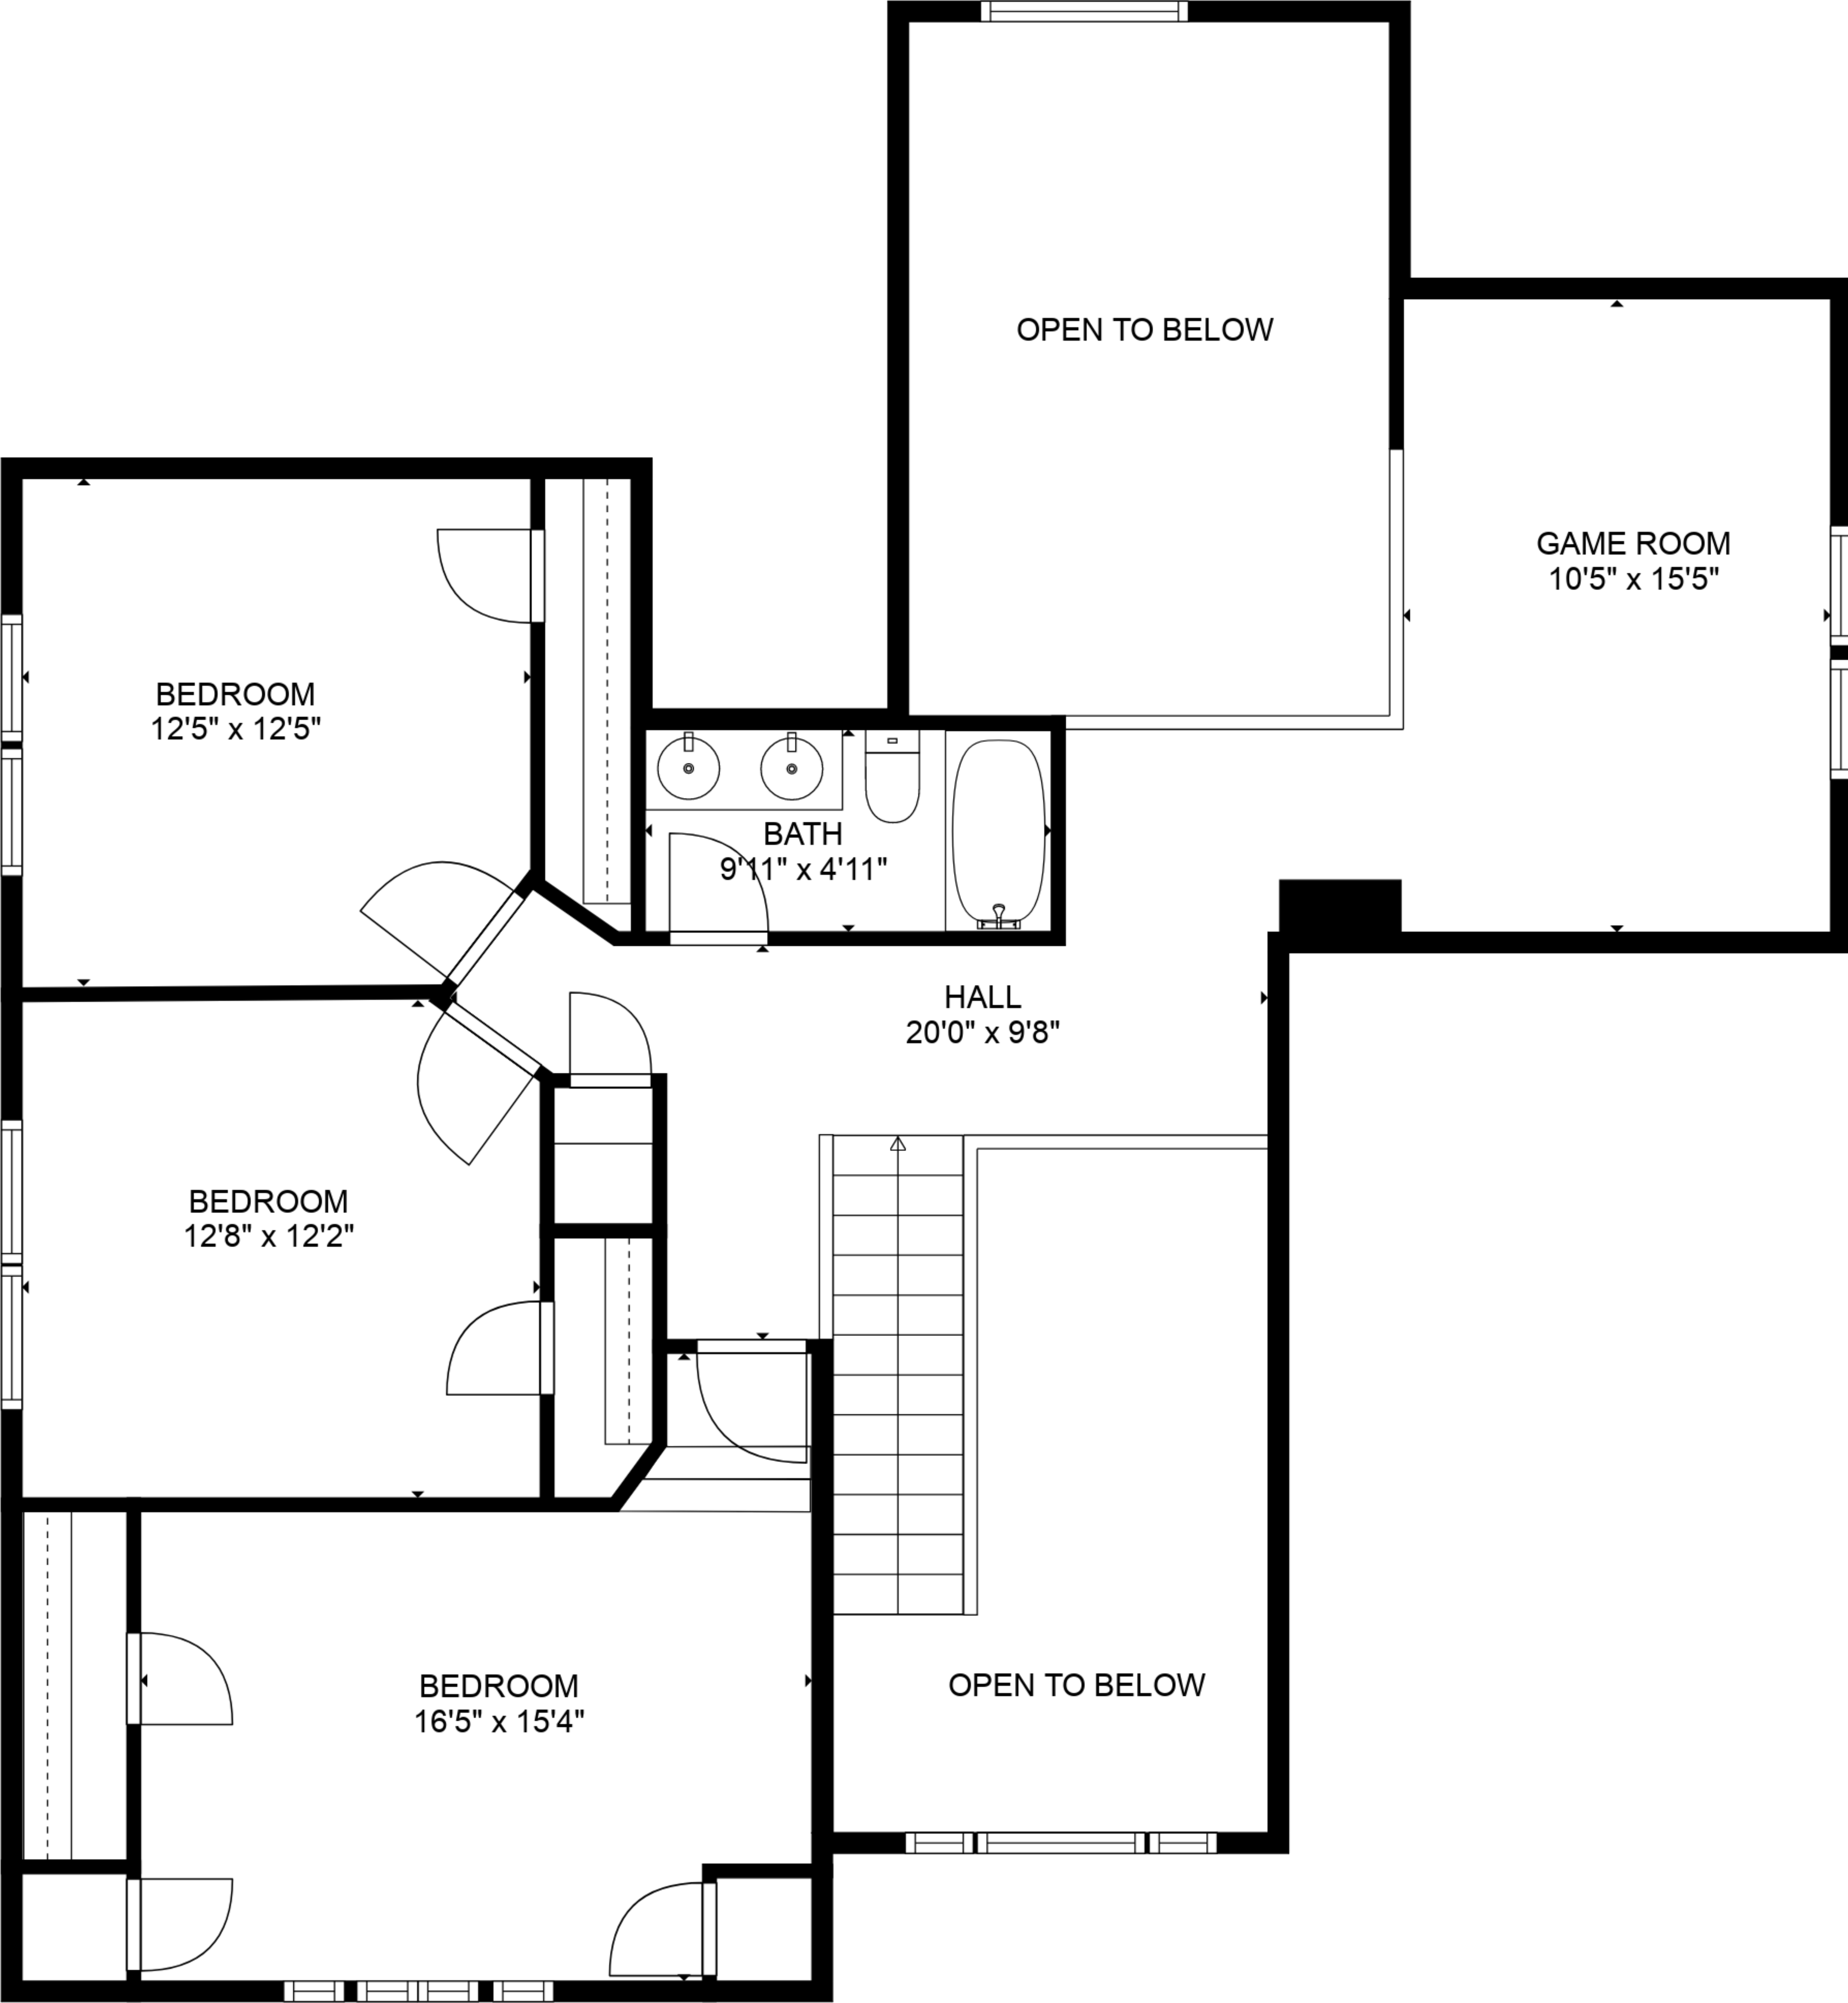 OPEN TO BELOW
GAME ROOM
10'5" x 15'5"
BEDROOM
12'5" x 12'5"
BATH
9'11" x 4'11"
HALL
20'0" x 9'8"
BEDROOM
12'8" x 12'2"
BEDROOM
16'5" x 15'4"
OPEN TO BELOW